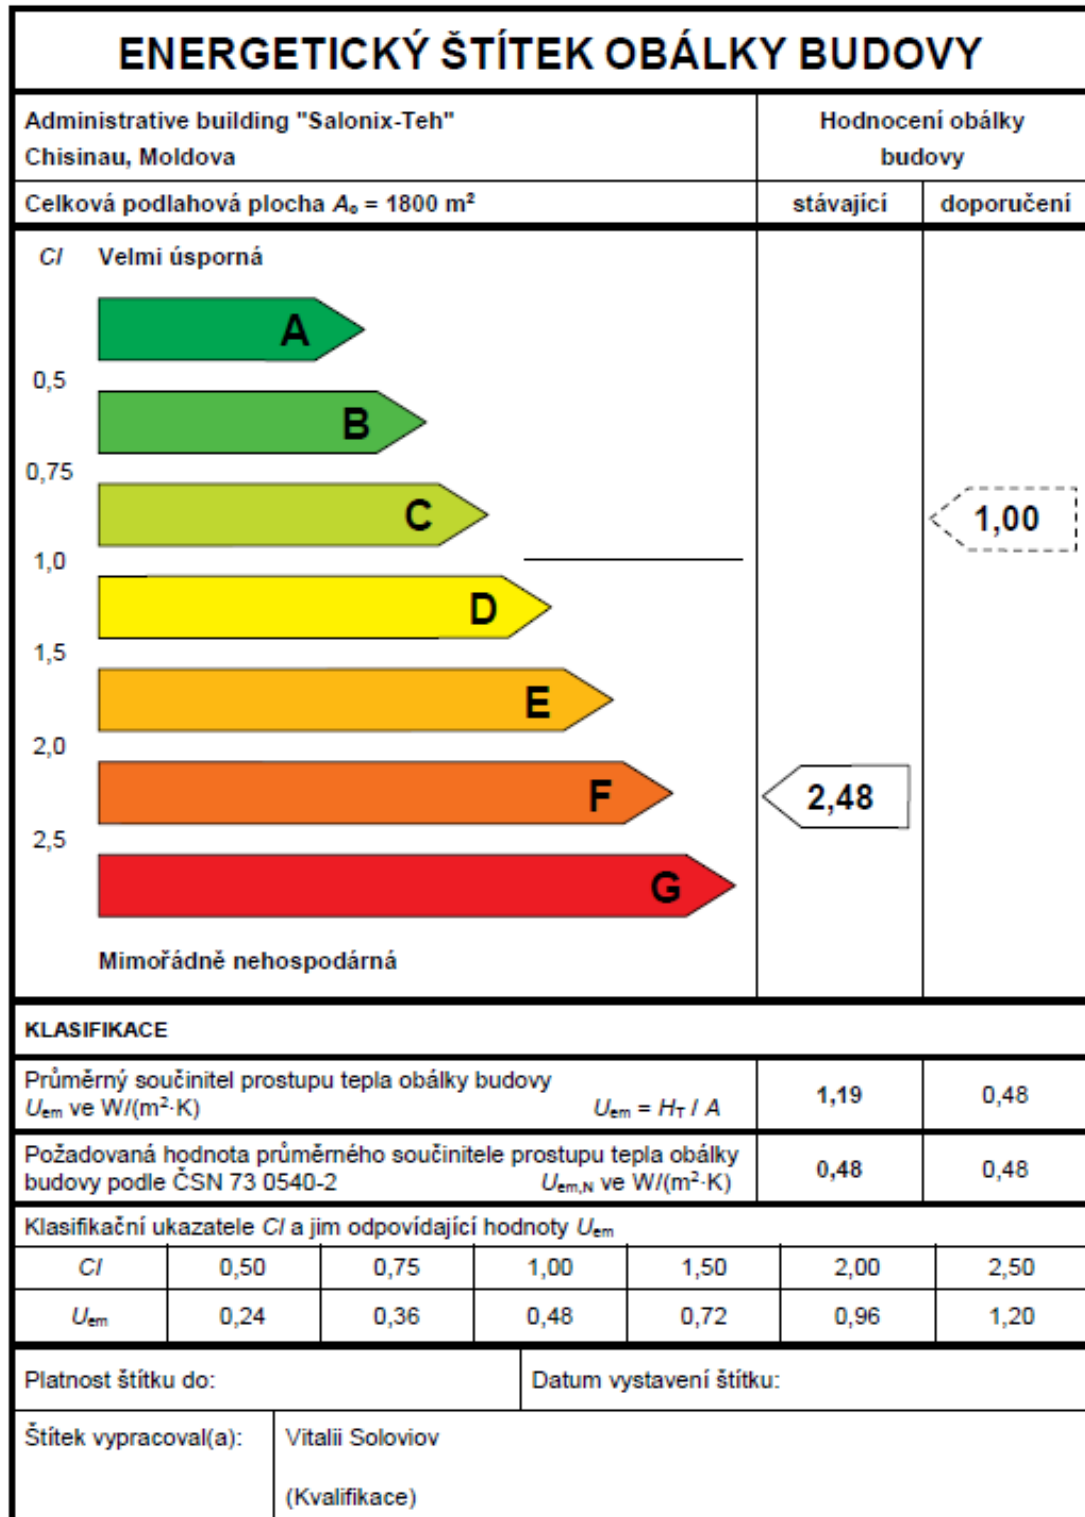 ENERGETICKÝ ŠTÍTEK OBÁLKY BUDOVY
Administrative building "Salonix-Teh"
Chisinau, Moldova
Hodnocení obálky
budovy
Celková podlahová plocha Ao = 1800 m²
stávající
doporučení
CI Velmi úsporná
A
0,5
B
0,75
C
1,00
1,0
D
1,5
E
2,0
F
2,48
2,5
G
Mimořádně nehospodárná
KLASIFIKACE
Průměrný součinitel prostupu tepla obálky budovy
Uem ve W/(m²·K) Uem = HT / A
1,19
0,48
Požadovaná hodnota průměrného součinitele prostupu tepla obálky
budovy podle ČSN 73 0540-2 Uem,N ve W/(m²·K)
0,48
0,48
Klasifikační ukazatele CI a jim odpovídající hodnoty Uem
CI 0,50 0,75 1,00 1,50 2,00 2,50
Uem 0,24 0,36 0,48 0,72 0,96 1,20
Platnost štítku do:
Datum vystavení štítku:
Štítek vypracoval(a):
Vitalii Soloviov
(Kvalifikace)